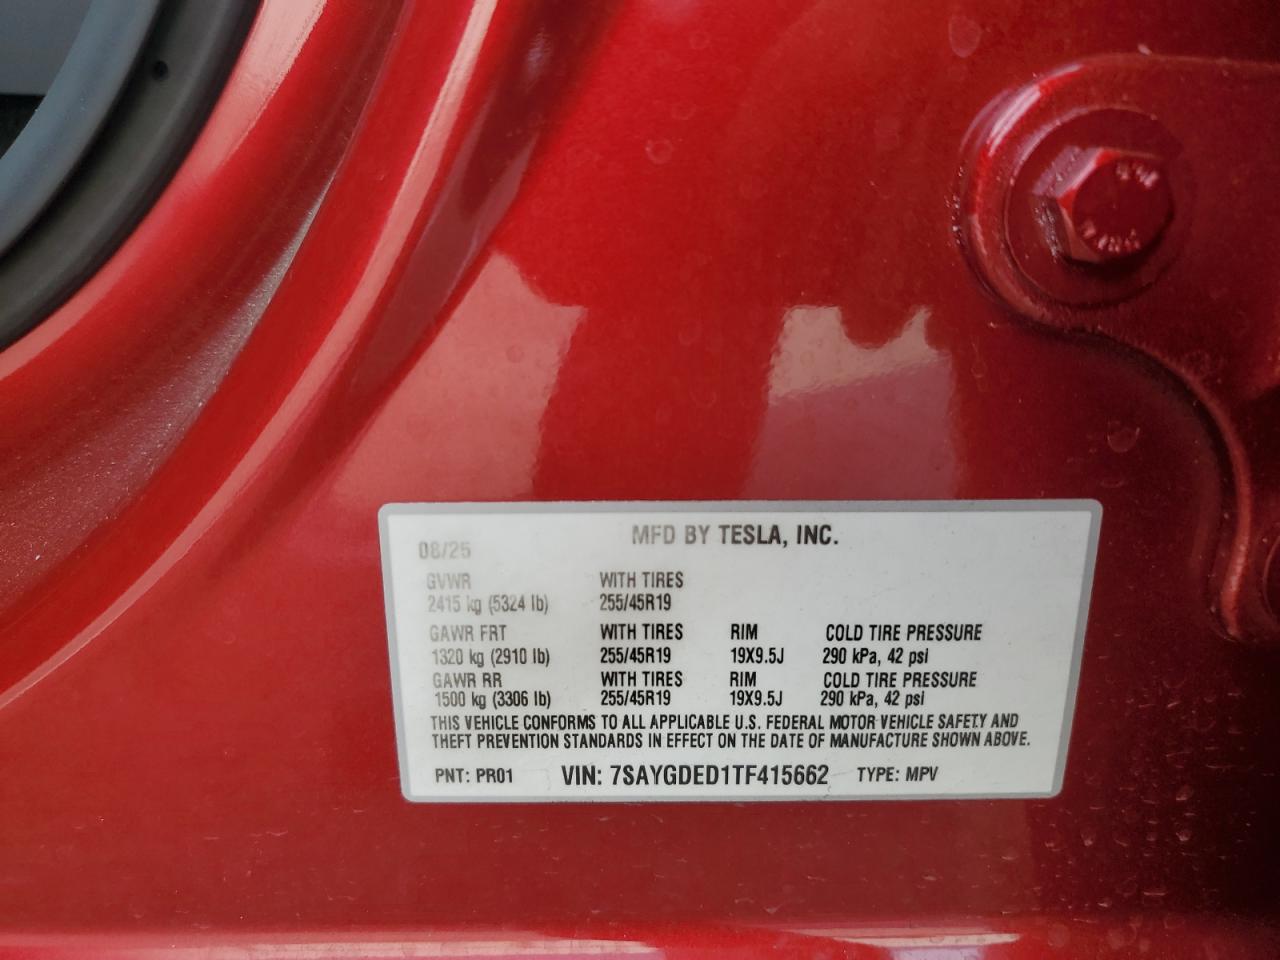 MFD BY TESLA, INC.
08/25
GVWR WITH TIRES
2415 kg (5324 lb) 255/45R19
GAWR FRT WITH TIRES RIM COLD TIRE PRESSURE
1320 kg (2910 lb) 255/45R19 19X9.5J 290 kPa, 42 psi
GAWR RR WITH TIRES RIM COLD TIRE PRESSURE
1500 kg (3306 lb) 255/45R19 19X9.5J 290 kPa, 42 psi
THIS VEHICLE CONFORMS TO ALL APPLICABLE U.S. FEDERAL MOTOR VEHICLE SAFETY AND
THEFT PREVENTION STANDARDS IN EFFECT ON THE DATE OF MANUFACTURE SHOWN ABOVE.
PNT: PR01 VIN: 7SAYGDED1TF415662 TYPE: MPV